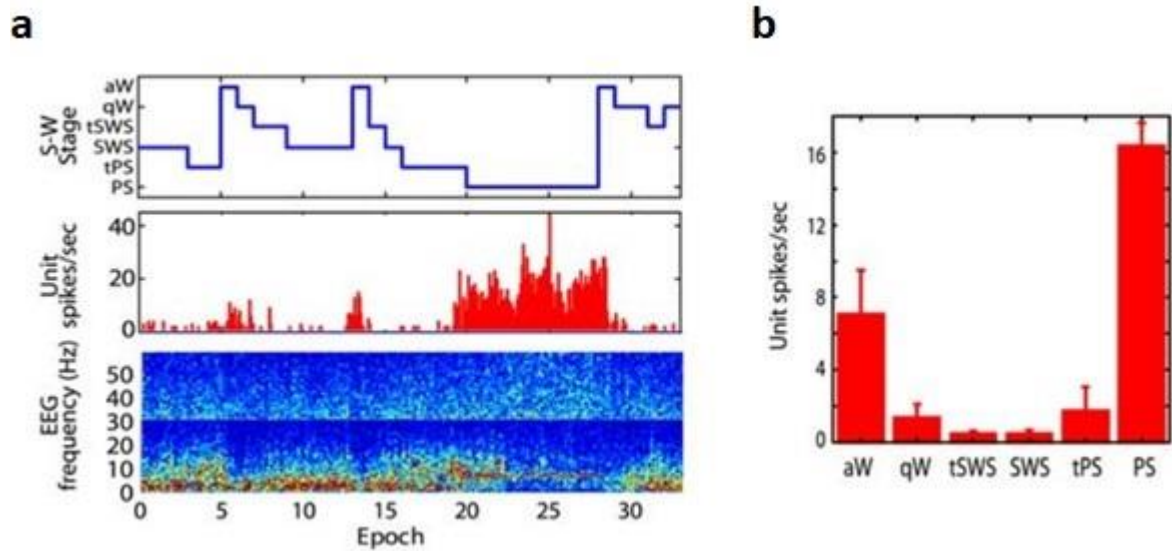 a
b
aW
qW
tSWS
SWS
tPS
PS
S-W
Stage
40
20
0
Unit
spikes/sec
50
40
30
20
10
0
EEG
frequency (Hz)
0 5 10 15 20 25 30
Epoch
16
12
8
4
0
Unit spikes/sec
aW qW tSWS SWS tPS PS